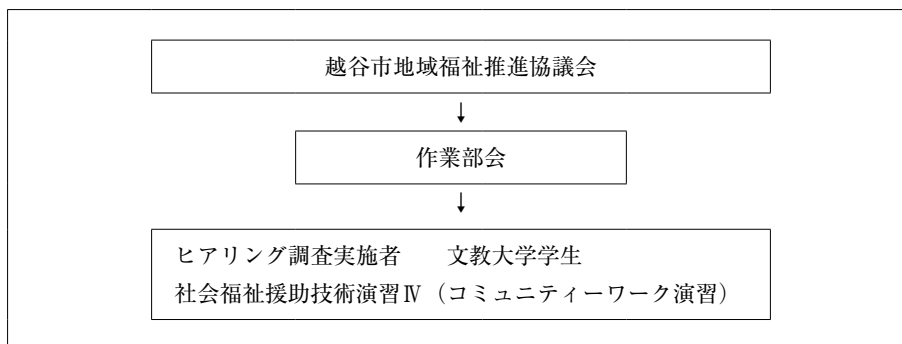 越谷市地域福祉推進協議会
↓
作業部会
↓
ヒアリング調査実施者　　文教大学学生
社会福祉援助技術演習Ⅳ（コミュニティーワーク演習）